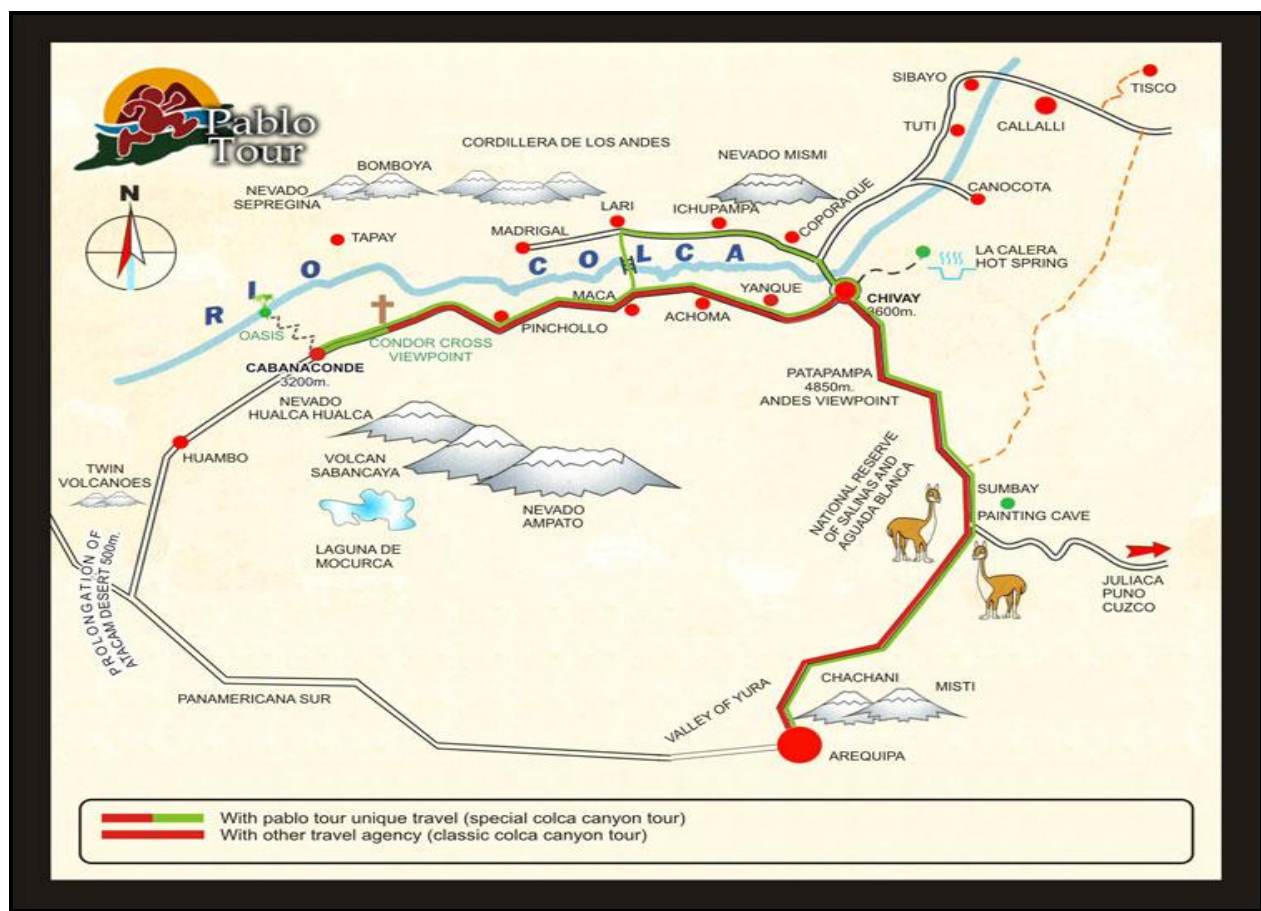 Pablo
Tour
N
BOMBOYA
CORDILLERA DE LOS ANDES
NEVADO MISMI
NEVADO
SEPREGINA
SIBAYO
TISCO
TUTI
CALLALLI
CANOCOTA
COPORAQUE
LARI
ICHUPAMPA
MADRIGAL
TAPAY
RIO COLCA
LA CALERA
HOT SPRING
MACA
YANQUE
ACHOMA
CHIVAY
3600m.
PINCHOLLO
OASIS
CONDOR CROSS
VIEWPOINT
CABANACONDE
3200m.
PATAPAMPA
4850m.
ANDES VIEWPOINT
NEVADO
HUALCA HUALCA
HUAMBO
VOLCAN
SABANCAYA
TWIN
VOLCANOES
NEVADO
AMPATO
LAGUNA DE
MOCURCA
NATIONAL RESERVE
OF SALINAS AND
AGUADA BLANCA
SUMBAY
PAINTING CAVE
JULIACA
PUNO
CUZCO
PROLONGATION OF
ATACAM DESERT 500m.
PANAMERICANA SUR
VALLEY OF YURA
CHACHANI
MISTI
AREQUIPA
With pablo tour unique travel (special colca canyon tour)
With other travel agency (classic colca canyon tour)